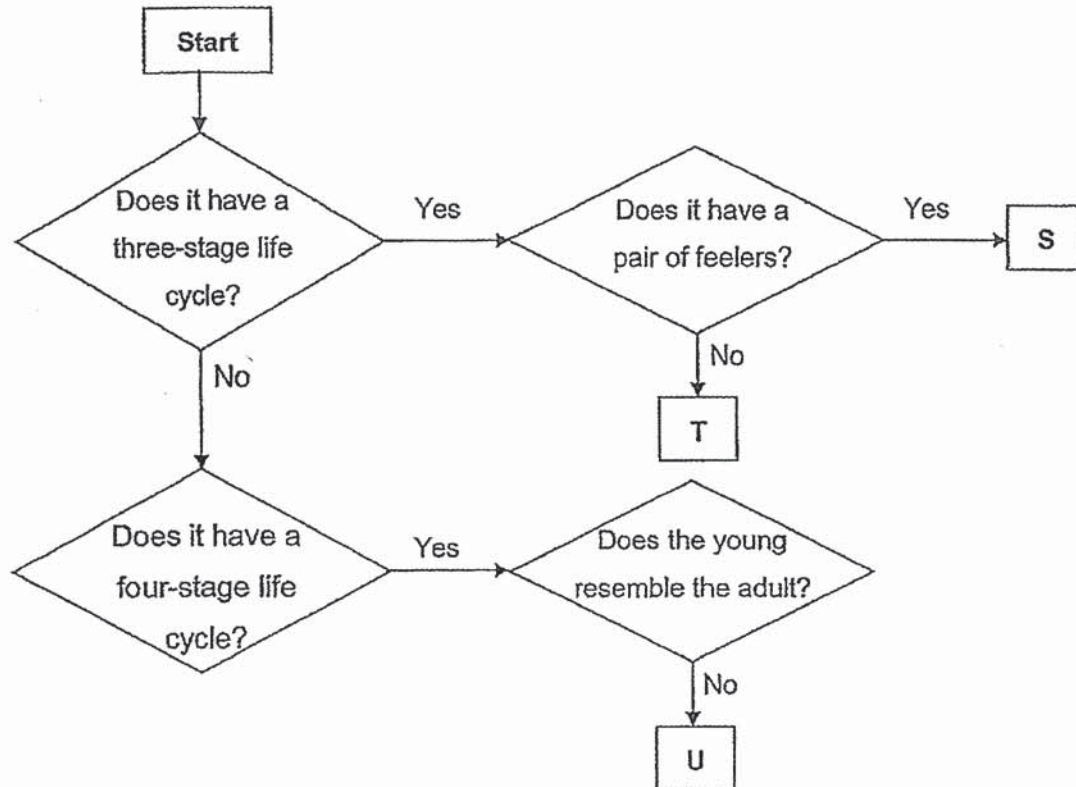 Start
Does it have a
three-stage life
cycle?
Yes
Does it have a
pair of feelers?
Yes
S
No
No
T
Does it have a
four-stage life
cycle?
Yes
Does the young
resemble the adult?
No
U